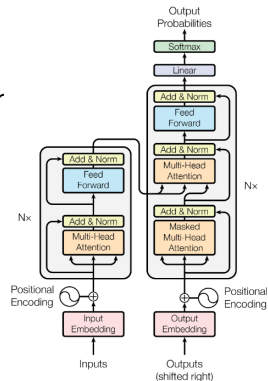 Output
Probabilities
Softmax
Linear
Add & Norm
Feed
Forward
Add & Norm
Multi-Head
Attention
Add & Norm
Masked
Multi-Head
Attention
Nx
Add & Norm
Feed
Forward
Add & Norm
Multi-Head
Attention
Nx
Positional
Encoding
Positional
Encoding
Input
Embedding
Output
Embedding
Inputs
Outputs
(shifted right)